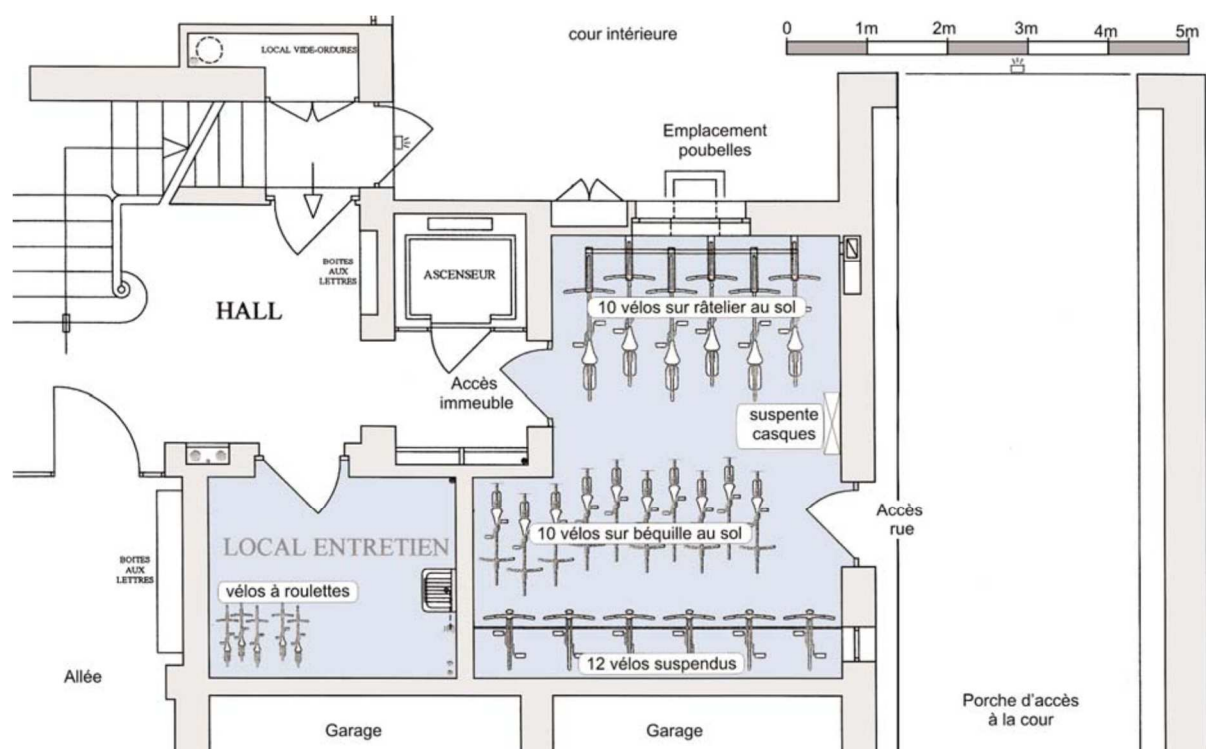 cour intérieure
0 1m 2m 3m 4m 5m
LOCAL VIDE-ORDURES
Emplacement
poubelles
BOITES
AUX
LETTRES
ASCENSEUR
HALL
10 vélos sur râtelier au sol
Accès
immeuble
suspente
casques
Accès
rue
10 vélos sur béquille au sol
LOCAL ENTRETIEN
BOITES
AUX
LETTRES
vélos à roulettes
12 vélos suspendus
Allée
Garage
Garage
Porche d'accès
à la cour